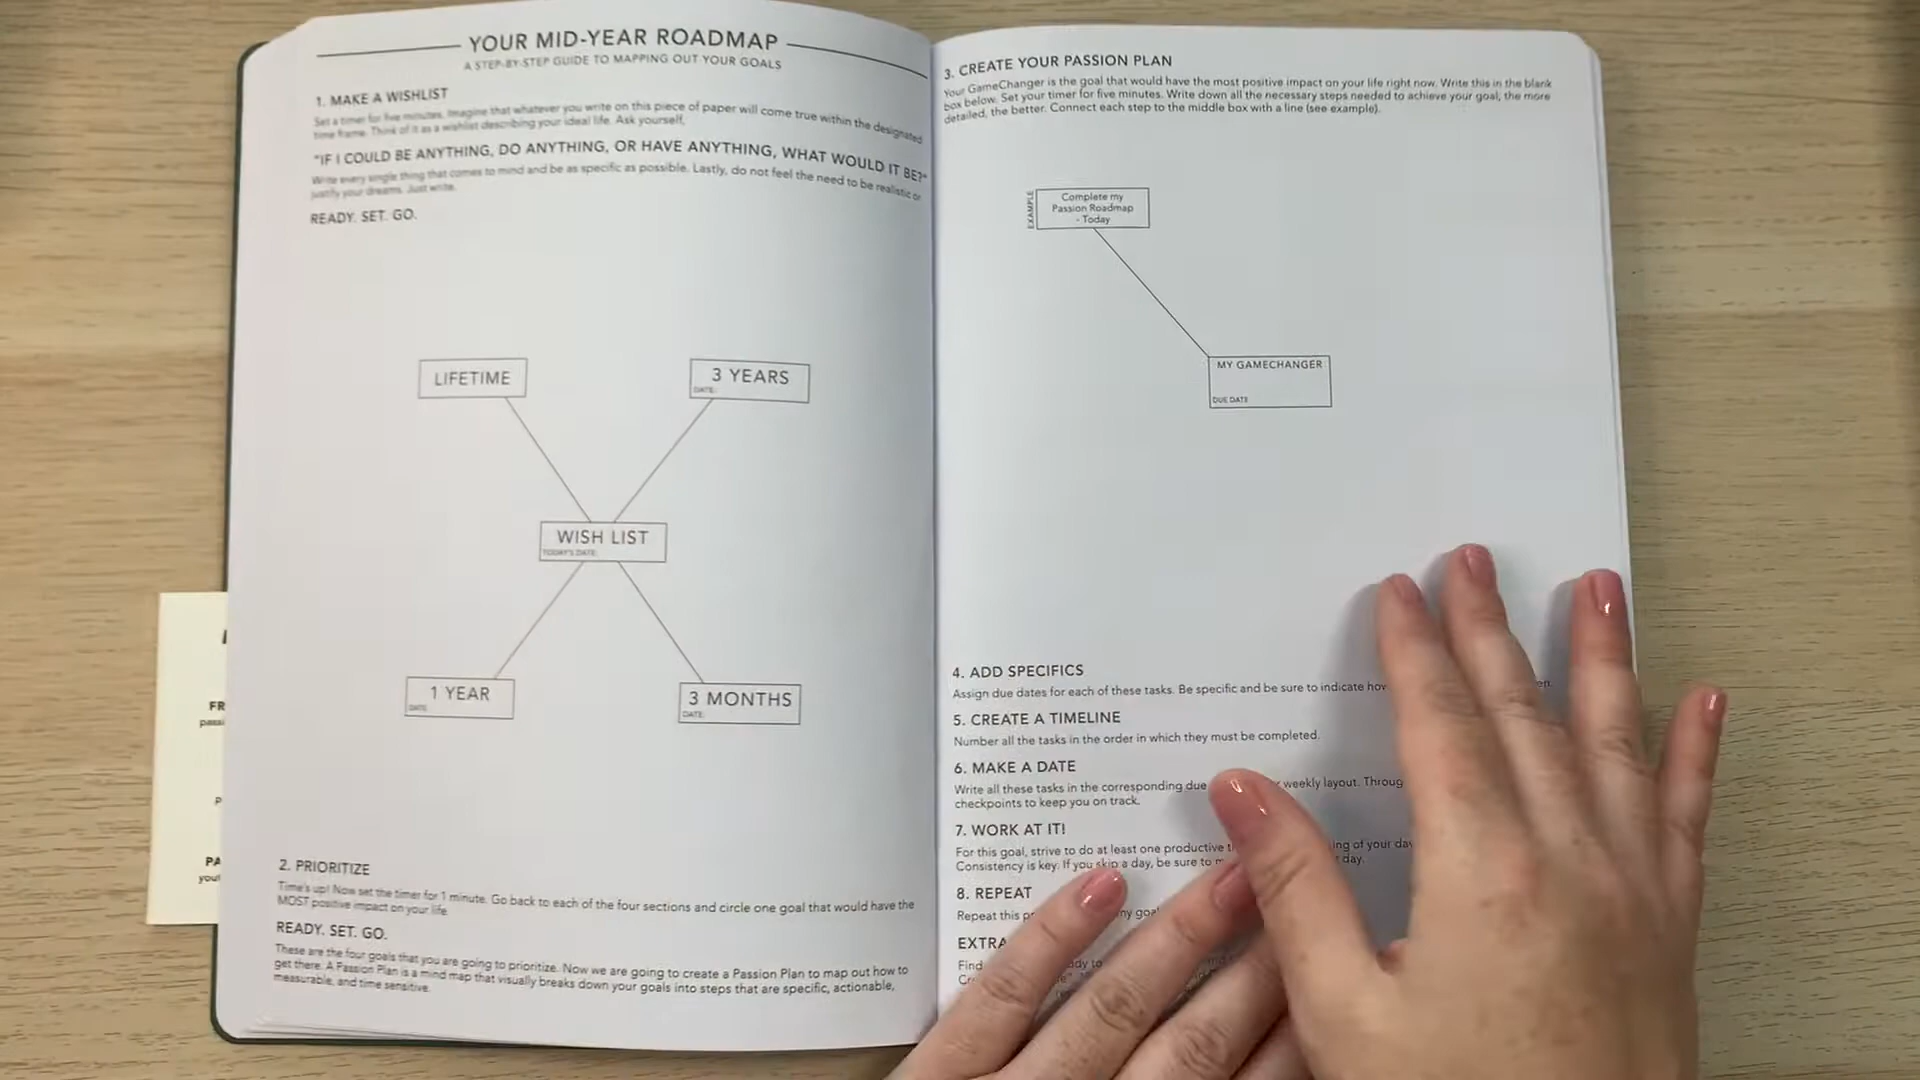 YOUR MID-YEAR ROADMAP
A STEP-BY-STEP GUIDE TO MAPPING OUT YOUR GOALS
1. MAKE A WISHLIST
Set a timer for five minutes. Imagine that whatever you write on this piece of paper will come true within the designated
time frame. Think of it as a wishlist describing your ideal life. Ask yourself,
"IF I COULD BE ANYTHING, DO ANYTHING, OR HAVE ANYTHING, WHAT WOULD IT BE?"
Write every single thing that comes to mind and be as specific as possible. Lastly, do not feel the need to be realistic or
justify your dreams. Just write.
READY. SET. GO.
LIFETIME
3 YEARS
DATE:
WISH LIST
TODAY'S DATE:
1 YEAR
DATE:
3 MONTHS
DATE:
2. PRIORITIZE
Time's up! Now set the timer for 1 minute. Go back to each of the four sections and circle one goal that would have the
MOST positive impact on your life.
READY. SET. GO.
These are the four goals that you are going to prioritize. Now we are going to create a Passion Plan to map out how to
get there. A Passion Plan is a mind map that visually breaks down your goals into steps that are specific, actionable,
measurable, and time sensitive.
FR
PA
3. CREATE YOUR PASSION PLAN
Your GameChanger is the goal that would have the most positive impact on your life right now. Write this in the blank
box below. Set your timer for five minutes. Write down all the necessary steps needed to achieve your goal, the more
detailed, the better. Connect each step to the middle box with a line (see example).
EXAMPLE
Complete my
Passion Roadmap
- Today
MY GAMECHANGER
DUE DATE
4. ADD SPECIFICS
Assign due dates for each of these tasks. Be specific and be sure to indicate
5. CREATE A TIMELINE
Number all the tasks in the order in which they must be completed.
6. MAKE A DATE
Write all these tasks in the corresponding due weekly layout.
checkpoints to keep you on track.
7. WORK AT IT!
For this goal, strive to do at least one productive of your
Consistency is key. If you skip a day, be sure to day.
8. REPEAT
Repeat this
EXTRA
Find